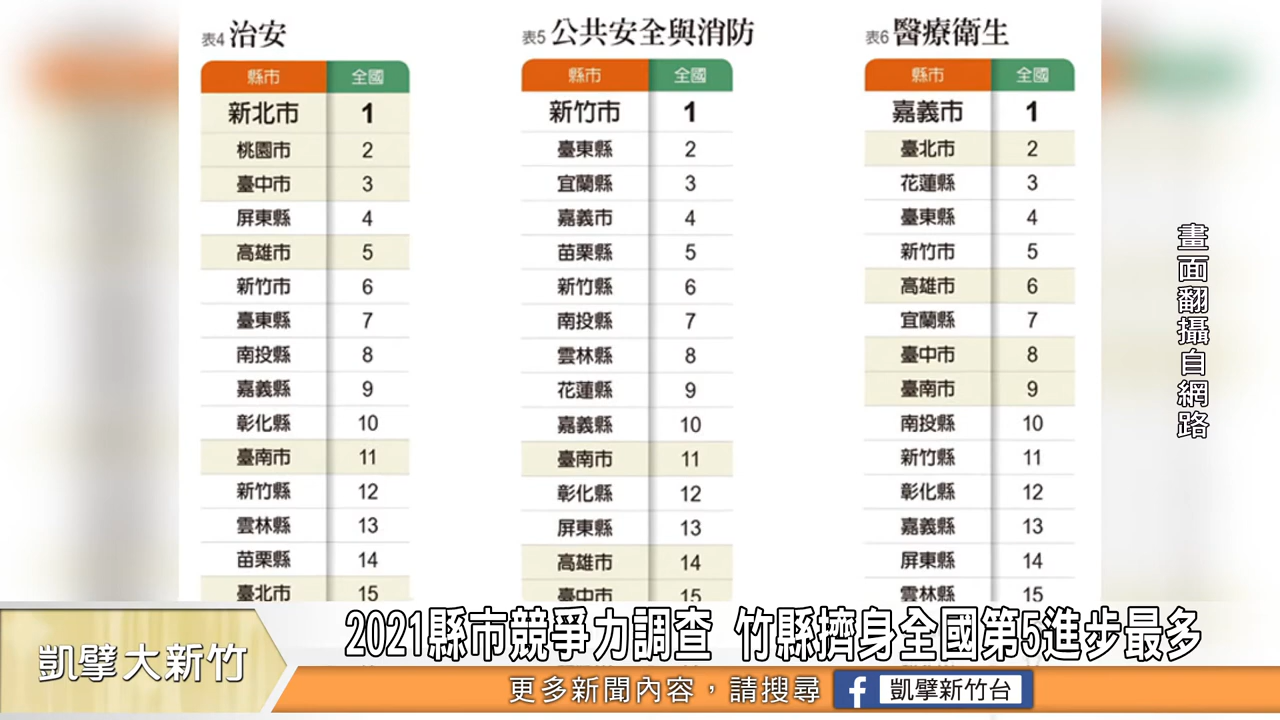 表4 治安
縣市 全國
新北市 1
桃園市 2
臺中市 3
屏東縣 4
高雄市 5
新竹市 6
臺東縣 7
南投縣 8
嘉義縣 9
彰化縣 10
臺南市 11
新竹縣 12
雲林縣 13
苗栗縣 14
臺北市 15
表5 公共安全與消防
縣市 全國
新竹市 1
臺東縣 2
宜蘭縣 3
嘉義市 4
苗栗縣 5
新竹縣 6
南投縣 7
雲林縣 8
花蓮縣 9
嘉義縣 10
臺南市 11
彰化縣 12
屏東縣 13
高雄市 14
臺中市 15
表6 醫療衛生
縣市 全國
嘉義市 1
臺北市 2
花蓮縣 3
臺東縣 4
新竹市 5
高雄市 6
宜蘭縣 7
臺中市 8
臺南市 9
南投縣 10
新竹縣 11
彰化縣 12
嘉義縣 13
屏東縣 14
雲林縣 15
畫面翻攝自網路
2021縣市競爭力調查 竹縣擠身全國第5進步最多
凱擘大新竹
更多新聞內容，請搜尋 f 凱擘新竹台